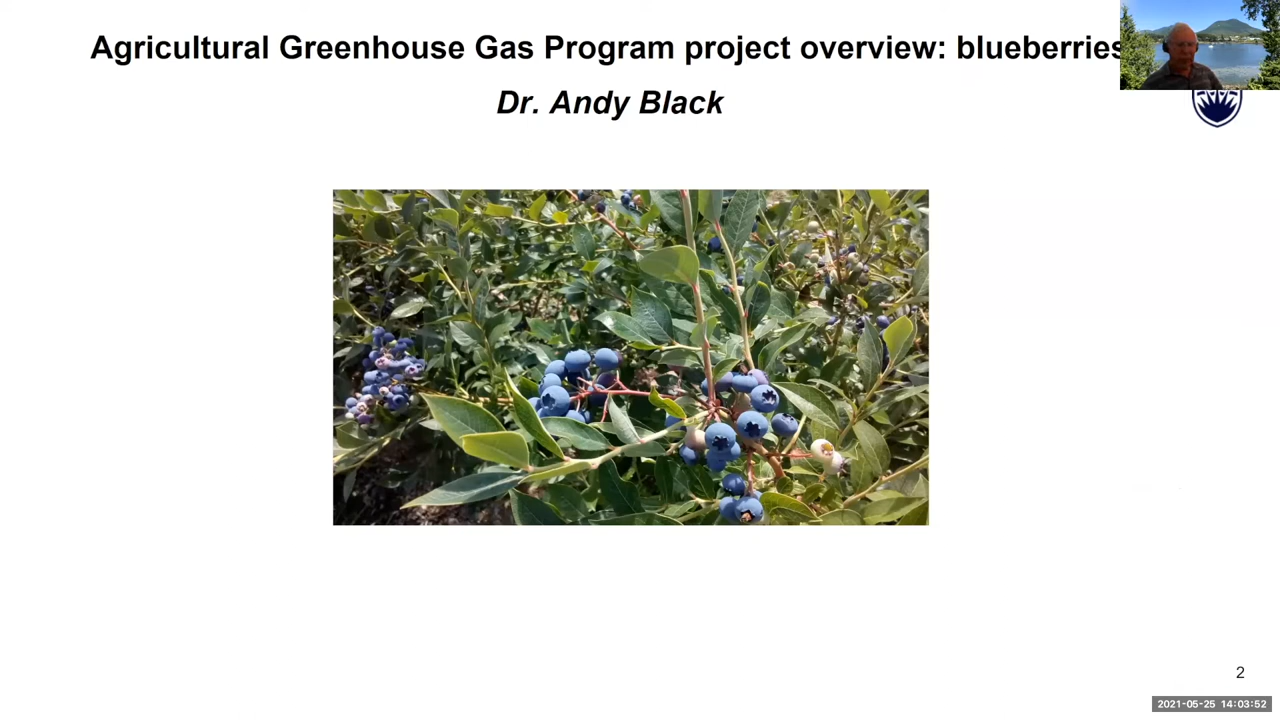 Agricultural Greenhouse Gas Program project overview: blueberries
Dr. Andy Black
2
2021-05-25 14:03:52